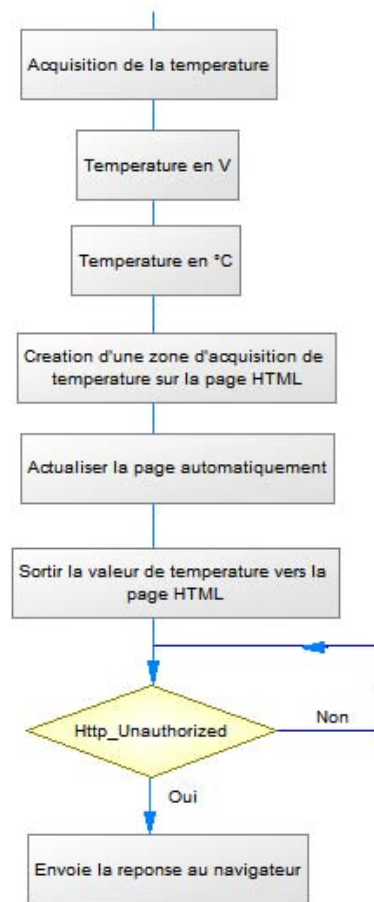 Acquisition de la temperature
Temperature en V
Temperature en °C
Creation d'une zone d'acquisition de
temperature sur la page HTML
Actualiser la page automatiquement
Sortir la valeur de temperature vers la
page HTML
Http_Unauthorized
Non
Oui
Envoie la reponse au navigateur